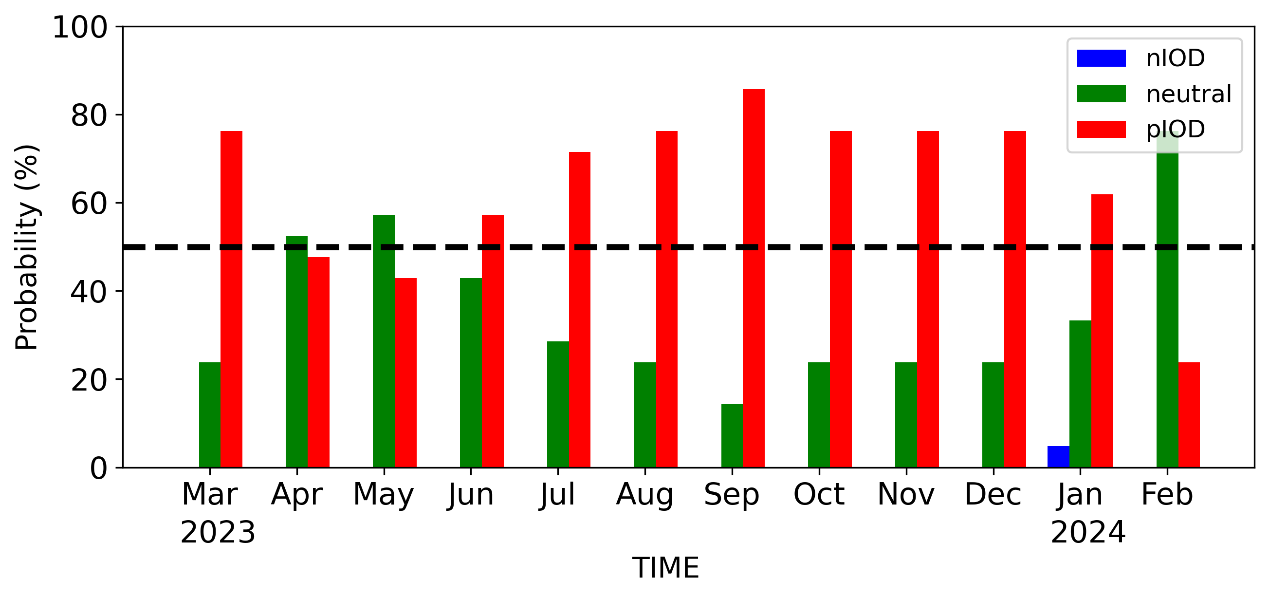 100
80
60
40
20
0
Probability (%)
nIOD
neutral
pIOD
Mar Apr May Jun Jul Aug Sep Oct Nov Dec Jan Feb
2023 2024
TIME